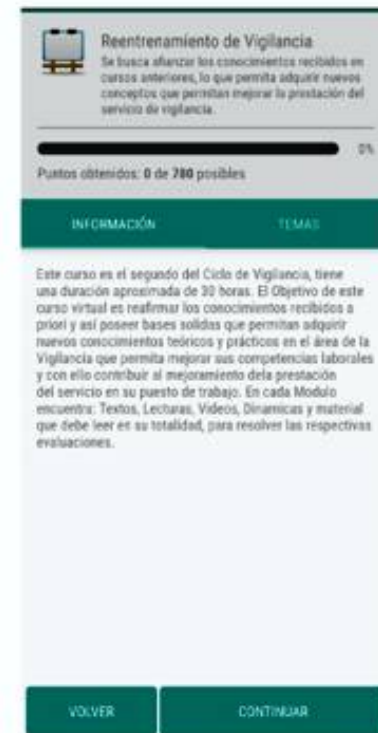 Reentrenamiento de Vigilancia
Se busca afianzar los conocimientos recibidos en
cursos anteriores, lo que permita adquirir nuevos
conceptos que permitan mejorar la prestación del
servicio de vigilancia.
0%
Puntos obtenidos: 0 de 780 posibles
INFORMACIÓN
TEMAS
Este curso es el segundo del Ciclo de Vigilancia, tiene
una duración aproximada de 30 horas. El Objetivo de este
curso virtual es reafirmar los conocimientos recibidos a
priori y así poseer bases solidas que permitan adquirir
nuevos conocimientos teóricos y prácticos en el área de la
Vigilancia que permita mejorar sus competencias laborales
y con ello contribuir al mejoramiento dela prestación
del servicio en su puesto de trabajo. En cada Modulo
encuentra: Textos, Lecturas, Videos, Dinamicas y material
que debe leer en su totalidad, para resolver las respectivas
evaluaciones.
VOLVER
CONTINUAR